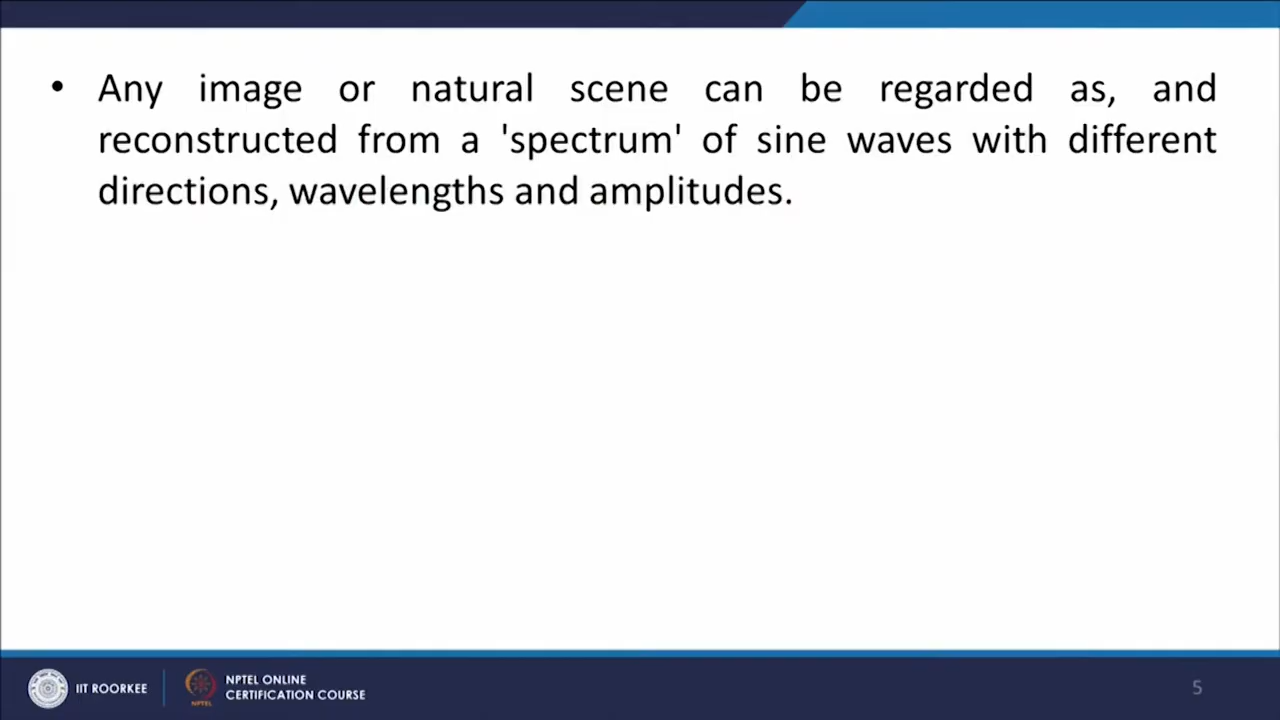 • Any image or natural scene can be regarded as, and
reconstructed from a 'spectrum' of sine waves with different
directions, wavelengths and amplitudes.
IIT ROORKEE
NPTEL
NPTEL ONLINE
CERTIFICATION COURSE
5